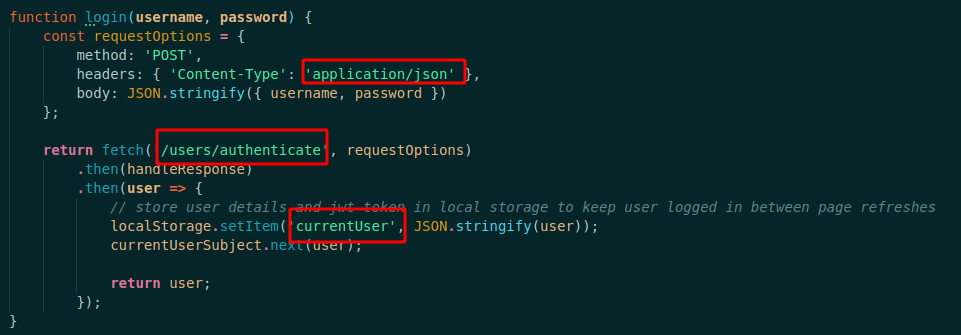 function login(username, password) {
    const requestOptions = {
        method: 'POST',
        headers: { 'Content-Type': 'application/json' },
        body: JSON.stringify({ username, password })
    };

    return fetch('/users/authenticate', requestOptions)
        .then(handleResponse)
        .then(user => {
            // store user details and jwt token in local storage to keep user logged in between page refreshes
            localStorage.setItem('currentUser', JSON.stringify(user));
            currentUserSubject.next(user);

            return user;
        });
}